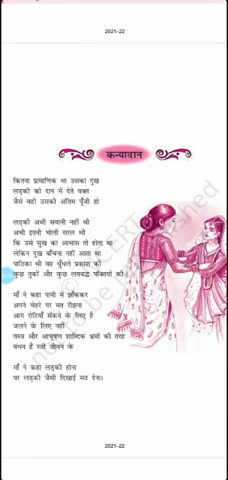 2021–22
कन्यादान
कितना प्रामाणिक था उसका दुख
लड़की को दान में देते वक्त
जैसे वही उसकी अंतिम पूँजी हो
लड़की अभी सयानी नहीं थी
अभी इतनी भोली सरल थी
कि उसे सुख का आभास तो होता था
लेकिन दुख बाँचना नहीं आता था
पाठिका थी वह धुँधले प्रकाश की
कुछ तुकों और कुछ लयबद्ध पंक्तियों की
माँ ने कहा पानी में झाँककर
अपने चेहरे पर मत रीझना
आग रोटियाँ सेंकने के लिए है
जलने के लिए नहीं
वस्त्र और आभूषण शाब्दिक भ्रमों की तरह
बंधन हैं स्त्री जीवन के
माँ ने कहा लड़की होना
पर लड़की जैसी दिखाई मत देना।
2021–22